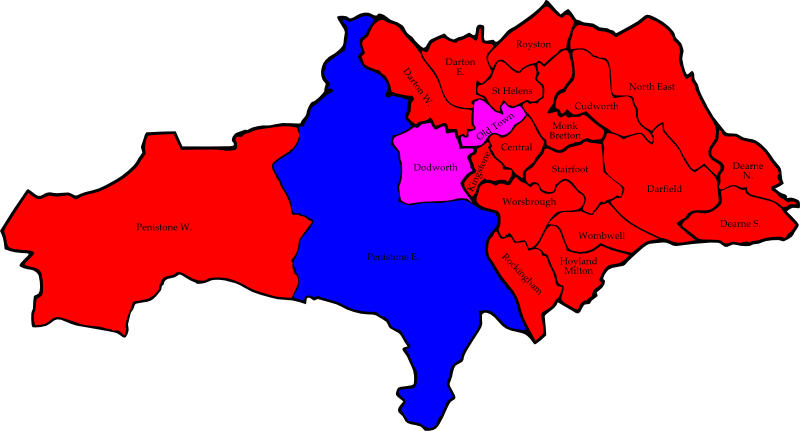 Royston
Darton
E.
Darton W.
St Helens
North East
Cudworth
Old Town
Monk
Bretton
Central
Kingstone
Dodworth
Stairfoot
Dearne
N.
Darfield
Worsbrough
Dearne S.
Penistone W.
Wombwell
Penistone E.
Hoyland
Milton
Rockingham